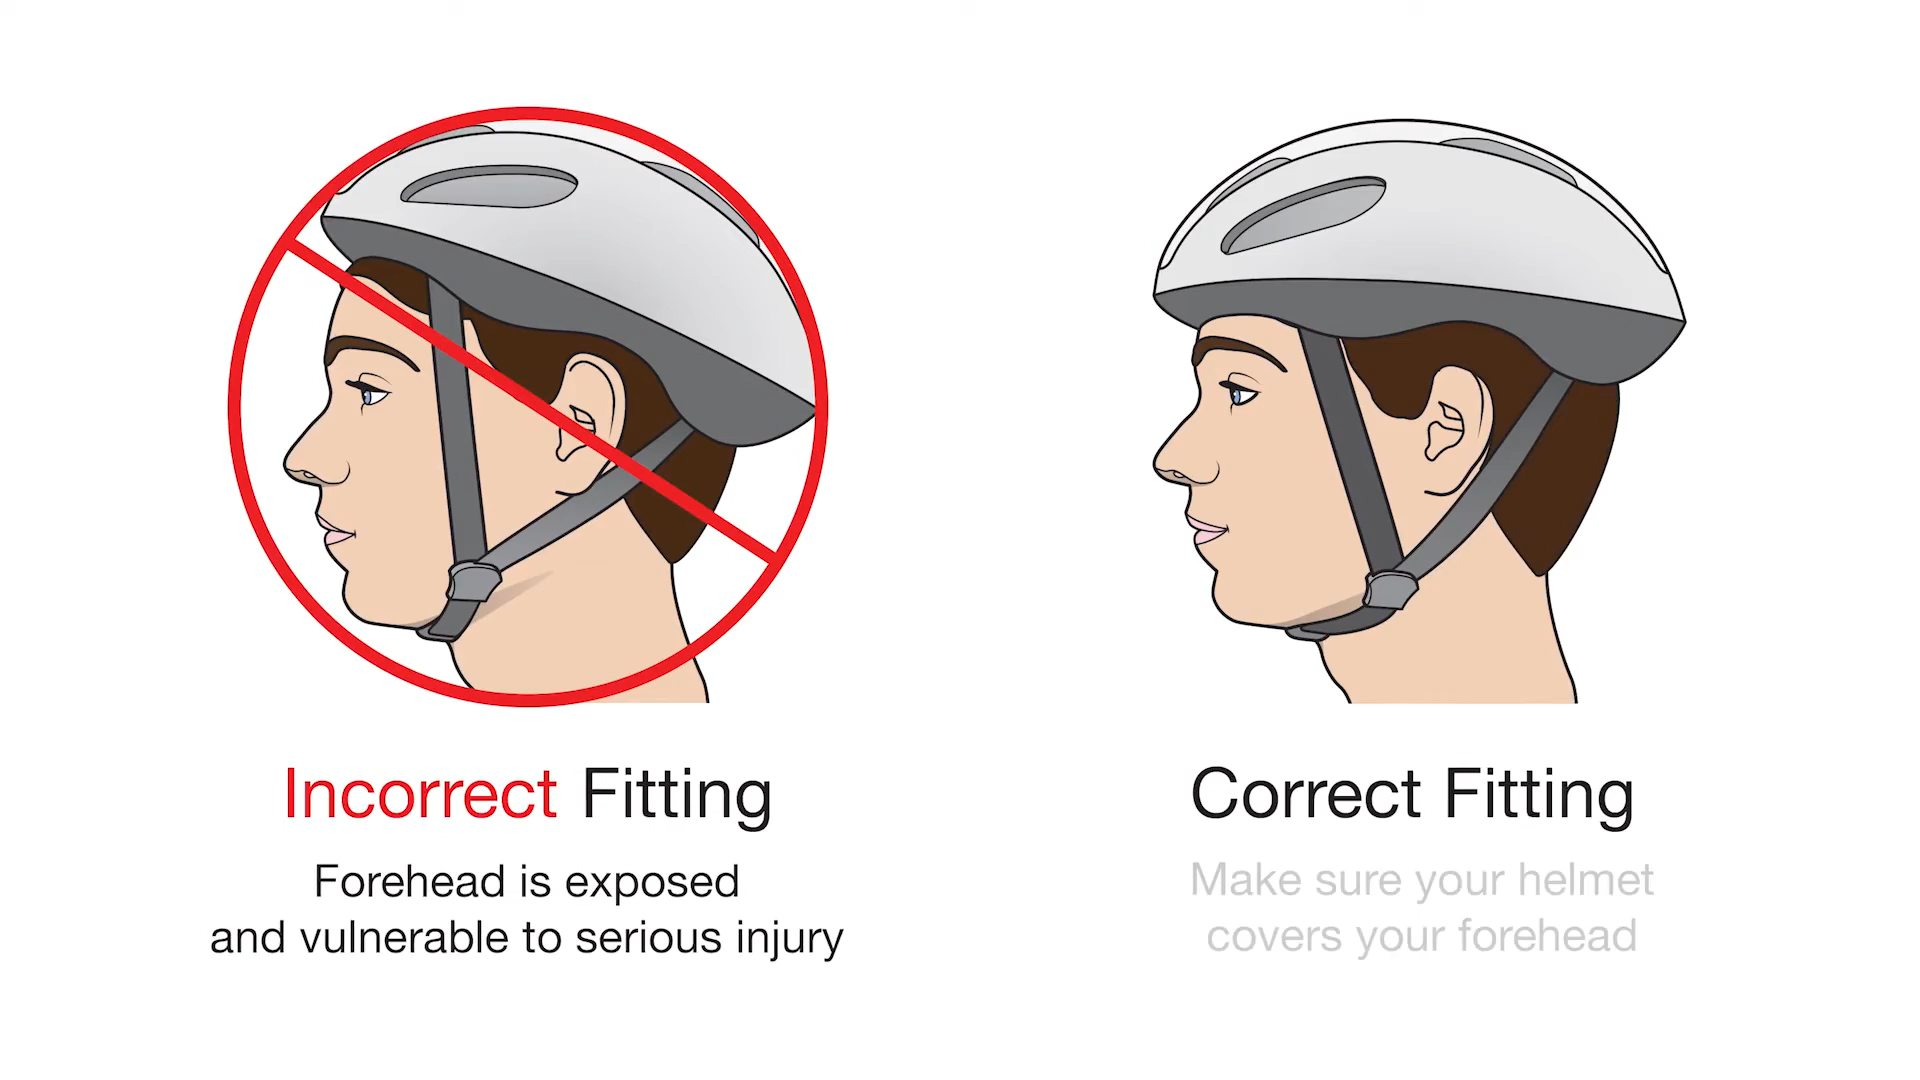 Incorrect Fitting
Forehead is exposed
and vulnerable to serious injury
Correct Fitting
Make sure your helmet
covers your forehead